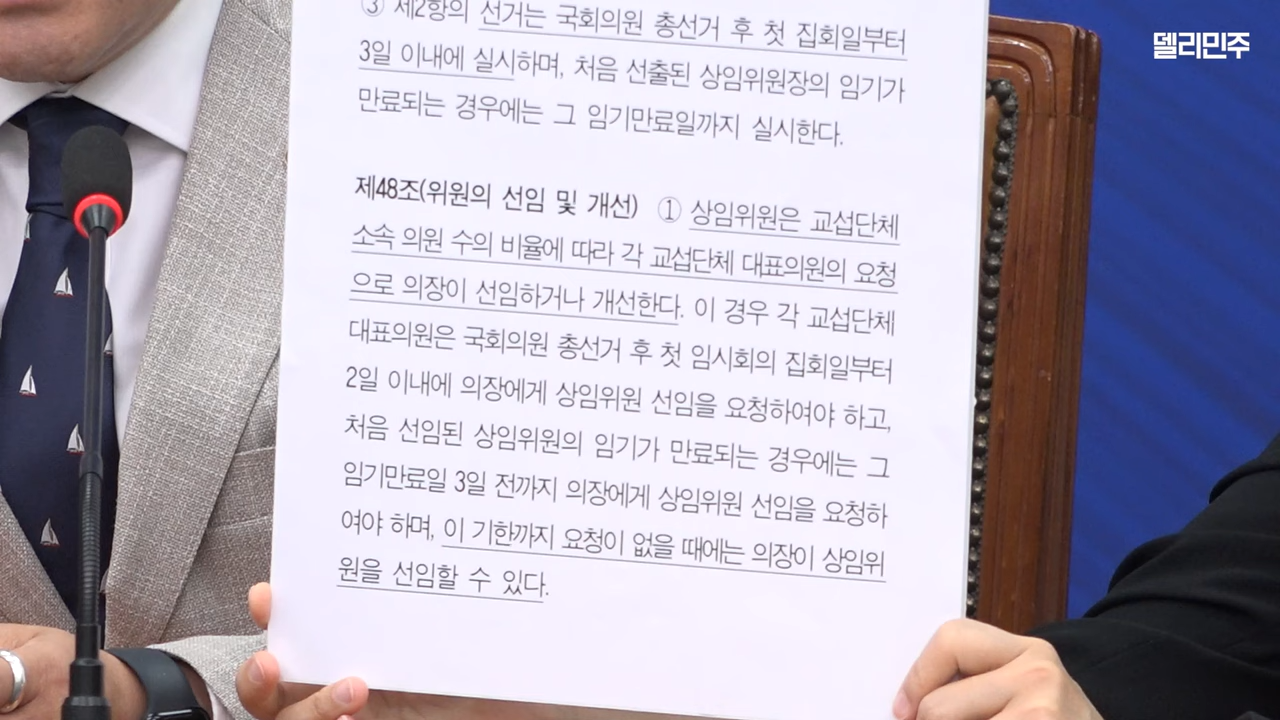 ③ 제2항의 선거는 국회의원 총선거 후 첫 집회일부터
3일 이내에 실시하며, 처음 선출된 상임위원장의 임기가
만료되는 경우에는 그 임기만료일까지 실시한다.
제48조(위원의 선임 및 개선) ① 상임위원은 교섭단체
소속 의원 수의 비율에 따라 각 교섭단체 대표의원의 요청
으로 의장이 선임하거나 개선한다. 이 경우 각 교섭단체
대표의원은 국회의원 총선거 후 첫 임시회의 집회일부터
2일 이내에 의장에게 상임위원 선임을 요청하여야 하고,
처음 선임된 상임위원의 임기가 만료되는 경우에는 그
임기만료일 3일 전까지 의장에게 상임위원 선임을 요청하
여야 하며, 이 기한까지 요청이 없을 때에는 의장이 상임위
원을 선임할 수 있다.
델리민주